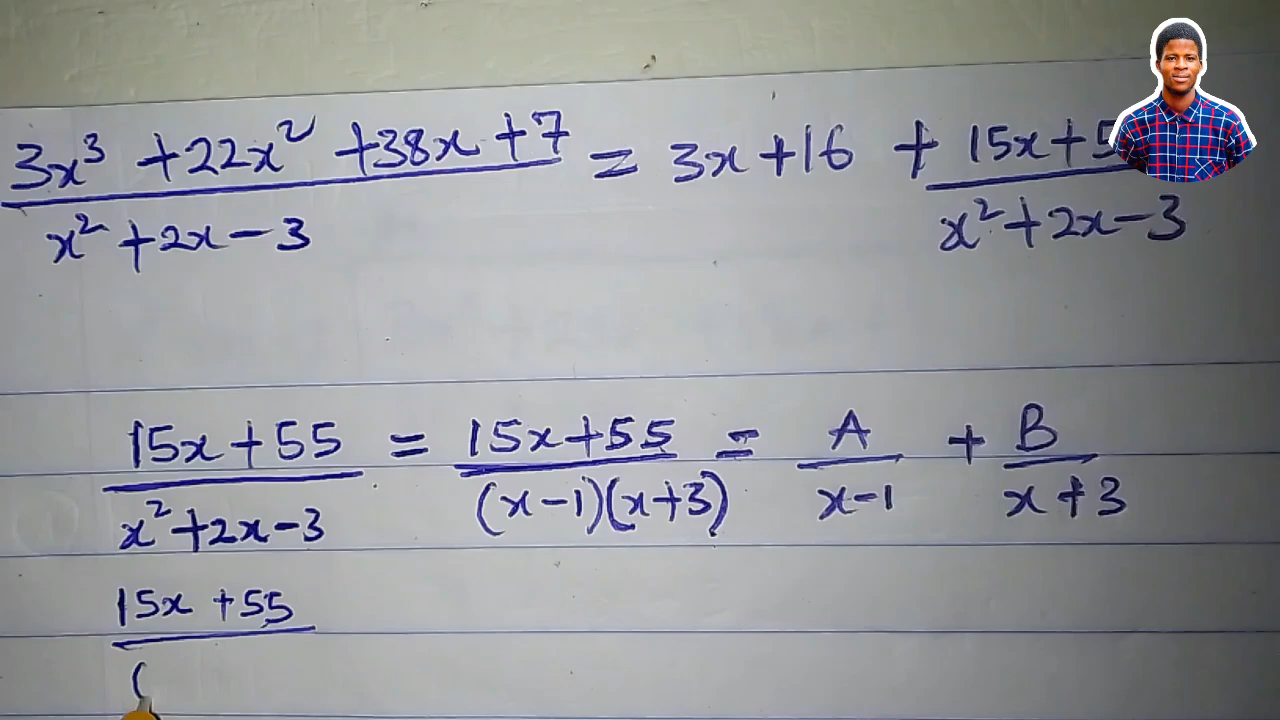 3x³ + 22x² + 38x + 7 = 3x + 16 + 15x + 5
x² + 2x - 3 x² + 2x - 3
15x + 55 = 15x + 55 = A + B
x² + 2x - 3 (x - 1)(x + 3) x - 1 x + 3
15x + 55
(